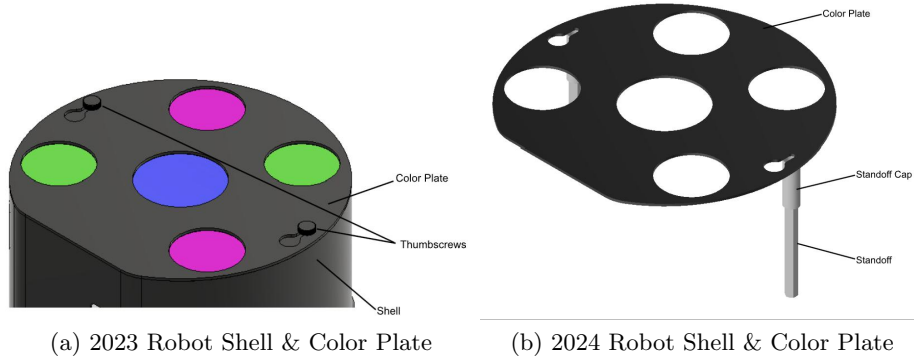 Color Plate
Thumbscrews
Shell
(a) 2023 Robot Shell & Color Plate
Color Plate
Standoff Cap
Standoff
(b) 2024 Robot Shell & Color Plate